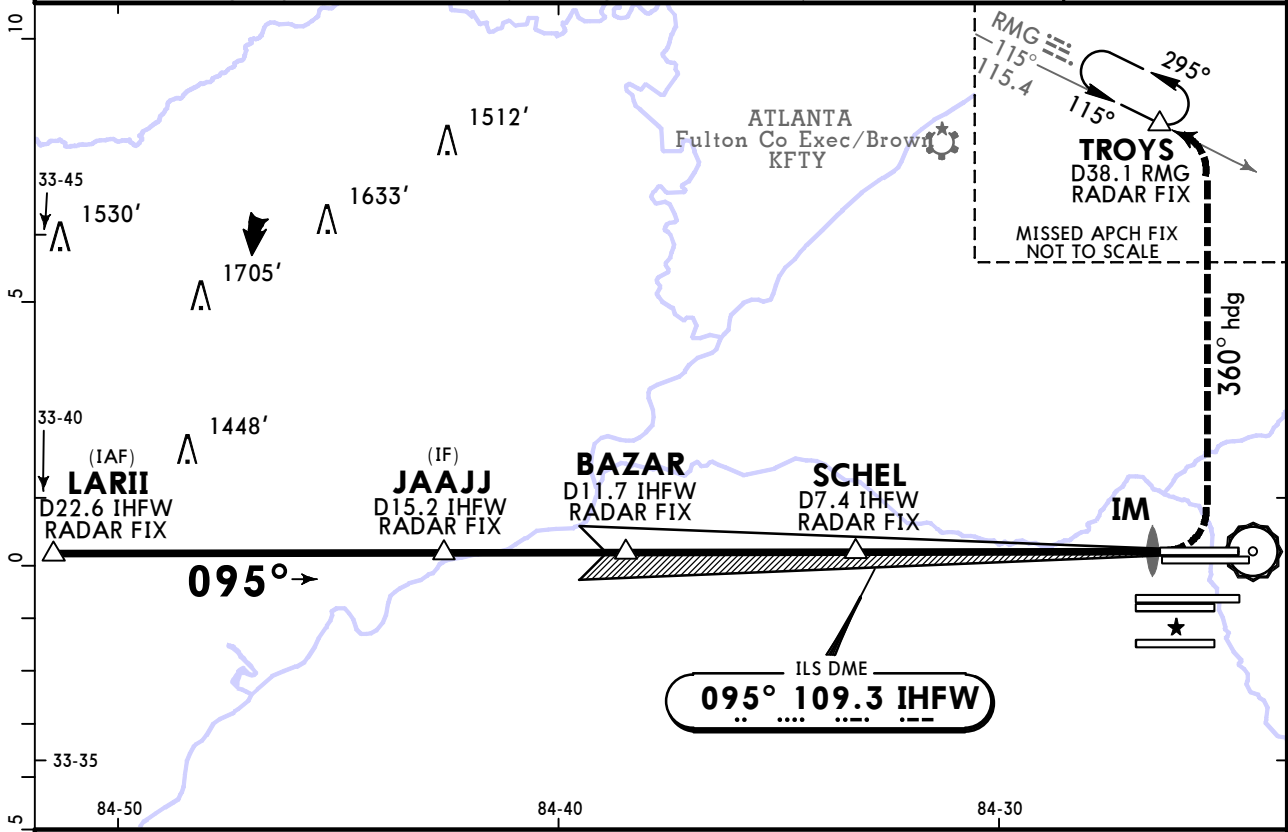 10
RMG
115°
115.4
295°
115°
TROYS
D38.1 RMG
RADAR FIX
MISSED APCH FIX
NOT TO SCALE
1512'
ATLANTA
Fulton Co Exec/Brown
KFTY
33-45
1530'
1633'
1705'
5
360° hdg
33-40
1448'
(IAF)
LARII
D22.6 IHFW
RADAR FIX
(IF)
JAAJJ
D15.2 IHFW
RADAR FIX
BAZAR
D11.7 IHFW
RADAR FIX
SCHEL
D7.4 IHFW
RADAR FIX
IM
0
095°
ILS DME
095° 109.3 IHFW
33-35
5
84-50
84-40
84-30